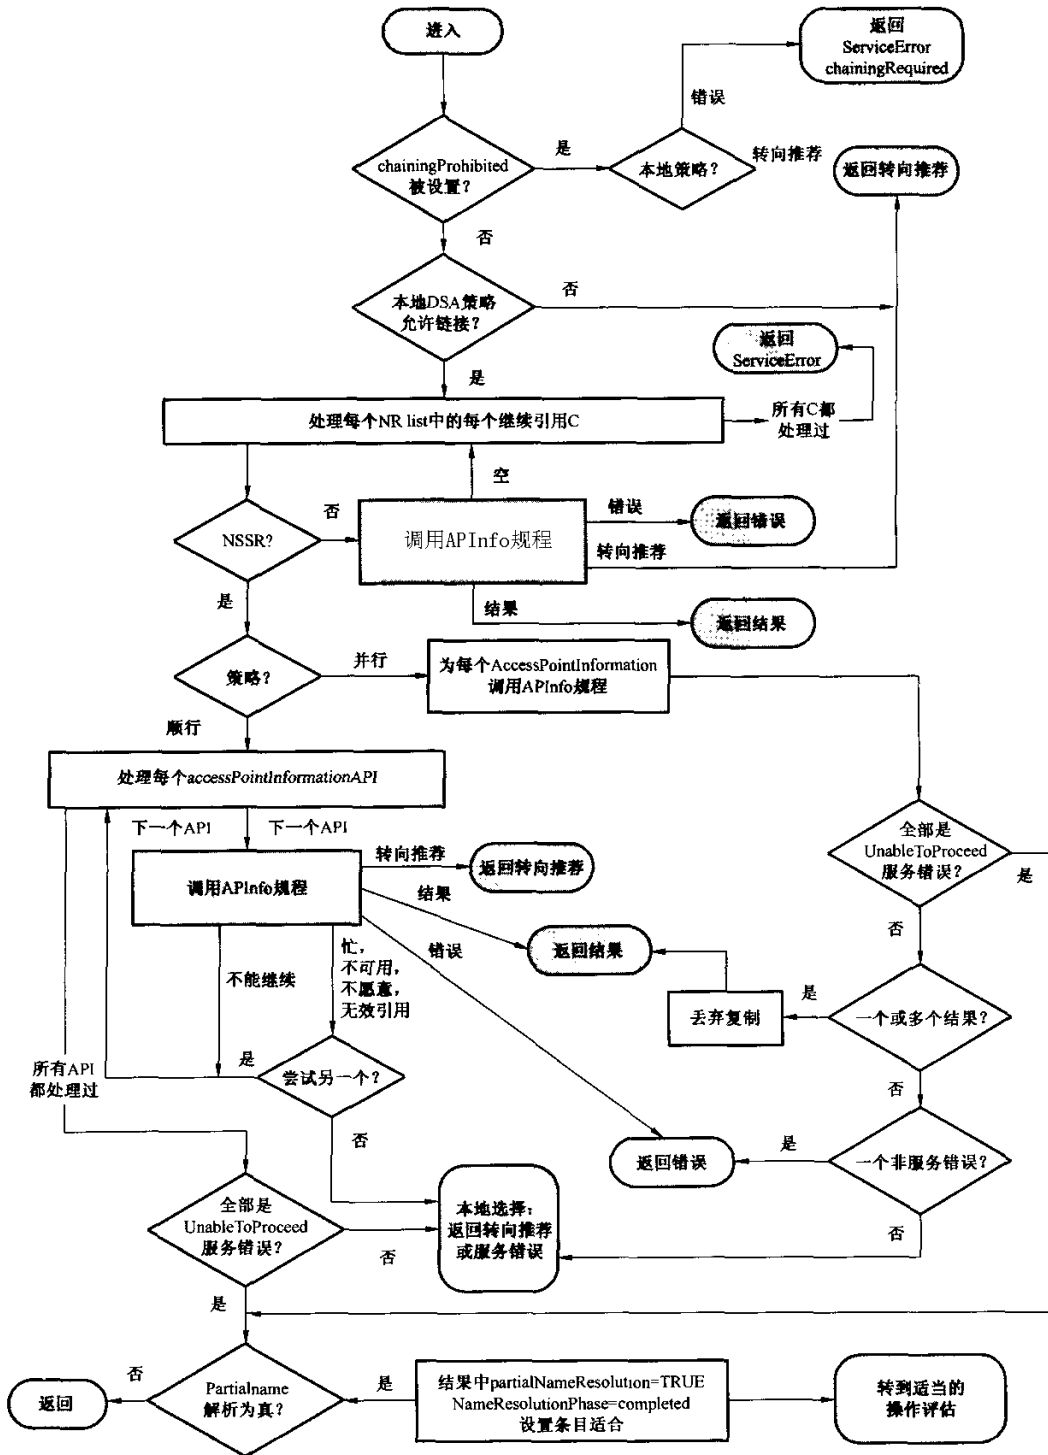 进入
返回
ServiceError
chainingRequired
错误
chainingProhibited
被设置?
是
本地策略?
转向推荐
返回转向推荐
否
本地DSA策略
允许链接?
否
返回
ServiceError
是
处理每个NR list中的每个继续引用C
所有C都
处理过
空
NSSR?
否
调用APInfo规程
错误
返回错误
转向推荐
是
结果
返回结果
策略?
并行
为每个AccessPointInformation
调用APInfo规程
顺行
处理每个accessPointInformationAPI
下一个API
下一个API
全部是
UnableToProceed
服务错误?
是
调用APInfo规程
转向推荐
返回转向推荐
结果
否
错误
返回结果
忙,
不可用,
不愿意,
无效引用
不能继续
丢弃复制
是
一个或多个结果?
所有API
都处理过
是
尝试另一个?
否
否
返回错误
是
一个非服务错误?
全部是
UnableToProceed
服务错误?
否
本地选择:
返回转向推荐
或服务错误
否
是
否
返回
Partialname
解析为真?
是
结果中partialNameResolution=TRUE
NameResolutionPhase=completed
设置条目适合
转到适当的
操作评估